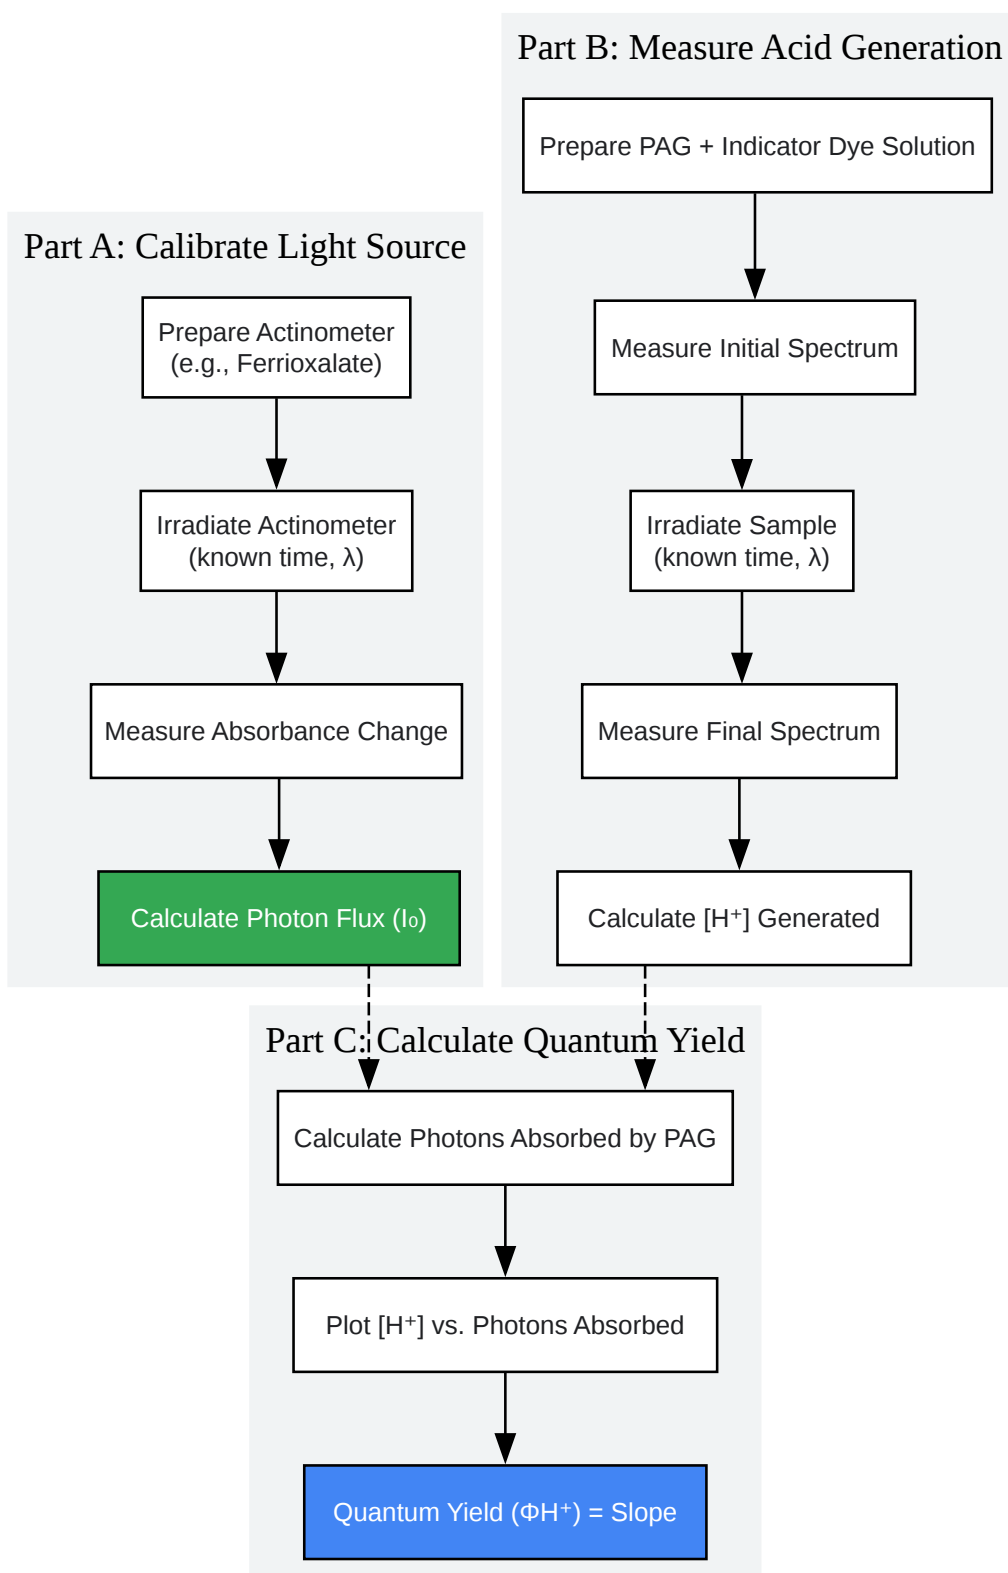 Part A: Calibrate Light Source
Prepare Actinometer
(e.g., Ferrioxalate)
Irradiate Actinometer
(known time, λ)
Measure Absorbance Change
Calculate Photon Flux (I₀)
Part B: Measure Acid Generation
Prepare PAG + Indicator Dye Solution
Measure Initial Spectrum
Irradiate Sample
(known time, λ)
Measure Final Spectrum
Calculate [H⁺] Generated
Part C: Calculate Quantum Yield
Calculate Photons Absorbed by PAG
Plot [H⁺] vs. Photons Absorbed
Quantum Yield (ΦH⁺) = Slope